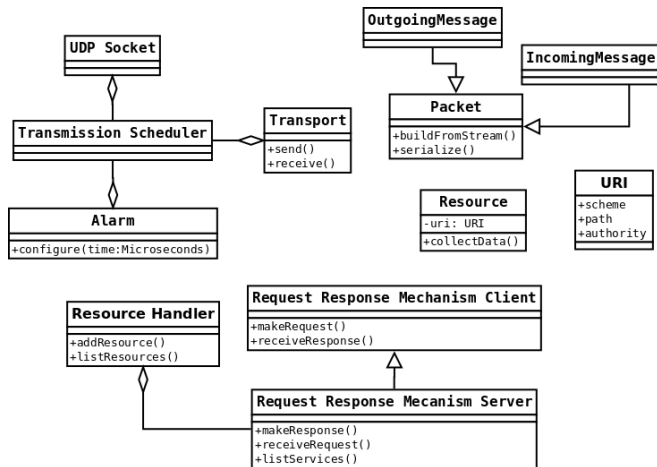 OutgoingMessage
UDP Socket
IncomingMessage
Packet
+buildFromStream()
+serialize()
Transmission Scheduler
Transport
+send()
+receive()
URI
+scheme
+path
+authority
Resource
-uri: URI
+collectData()
Alarm
+configure(time:Microseconds)
Request Response Mechanism Client
+makeRequest()
+receiveResponse()
Resource Handler
+addResource()
+listResources()
Request Response Mecanism Server
+makeResponse()
+receiveRequest()
+listServices()